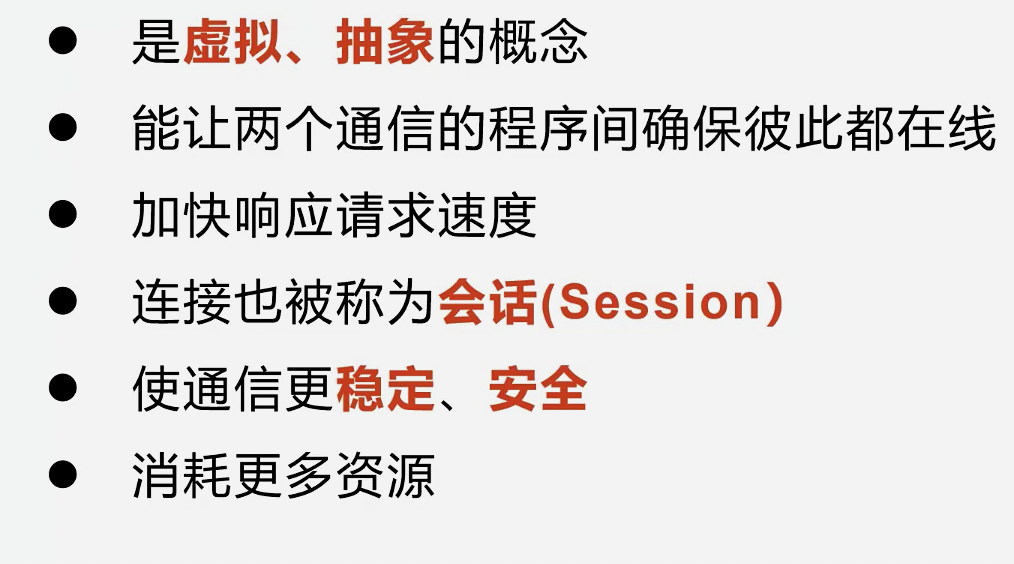 ● 是虚拟、抽象的概念
● 能让两个通信的程序间确保彼此都在线
● 加快响应请求速度
● 连接也被称为会话(Session）
● 使通信更稳定、安全
● 消耗更多资源